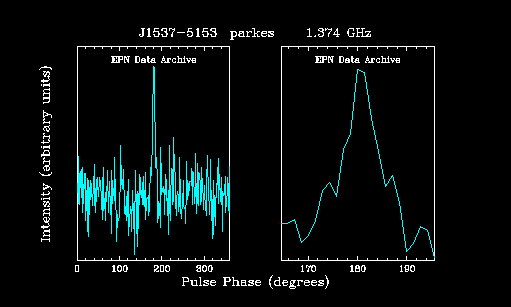 J1537-5153 parkes 1.374 GHz
EPN Data Archive EPN Data Archive
Intensity (arbitrary units)
0 100 200 300 170 180 190
Pulse Phase (degrees)